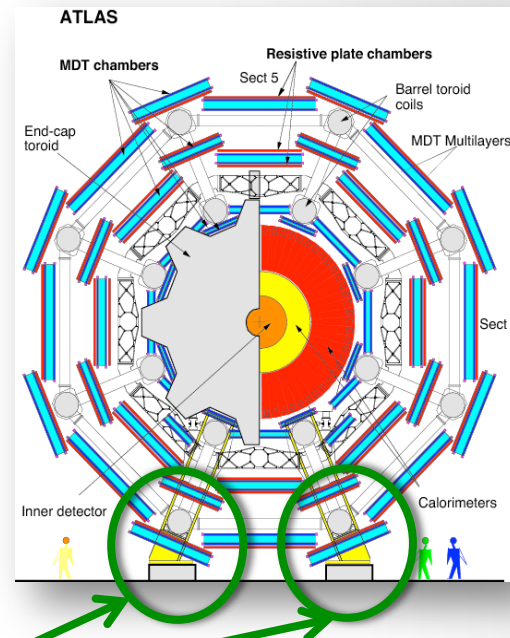 ATLAS
Resistive plate chambers
MDT chambers
Sect 5
Barrel toroid
coils
End-cap
toroid
MDT Multilayers
Sect
Inner detector
Calorimeters